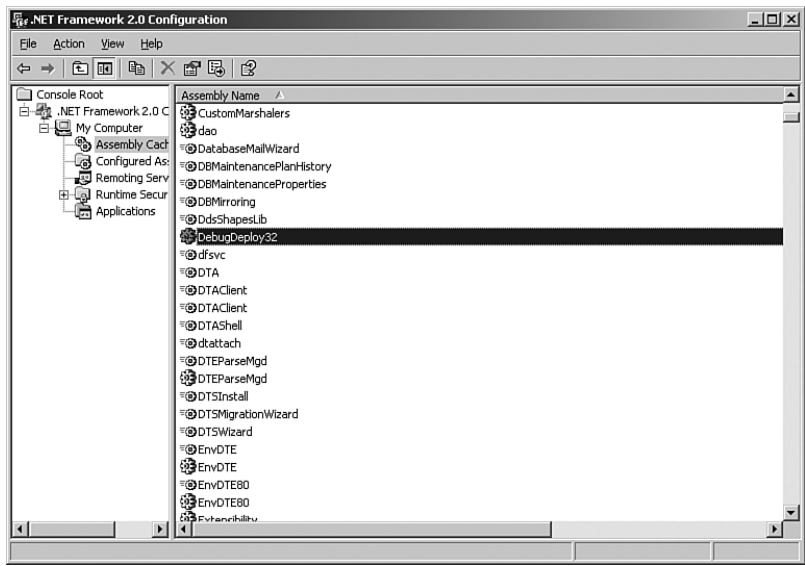 .NET Framework 2.0 Configuration
File Action View Help
Console Root
.NET Framework 2.0 C
My Computer
Assembly Cach
Configured As
Remoting Serv
Runtime Secur
Applications
Assembly Name
CustomMarshalers
dao
DatabaseMailWizard
DBMaintenancePlanHistory
DBMaintenanceProperties
DBMirroring
DdsShapesLib
DebugDeploy32
dfsvc
DTA
DTAClient
DTAClient
DTAShell
dtattach
DTEParseMgd
DTEParseMgd
DTSInstall
DTSMigrationWizard
DTSWizard
EnvDTE
EnvDTE
EnvDTE80
EnvDTE80
Extensibility